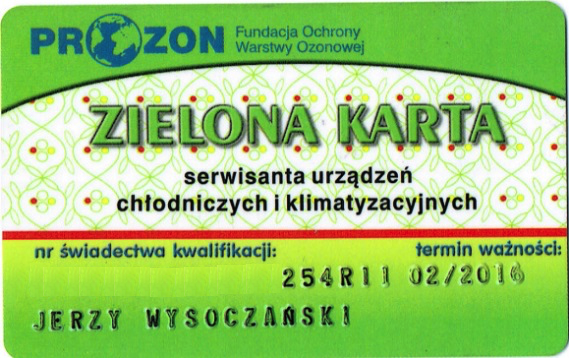 PROZON Fundacja Ochrony
Warstwy Ozonowej
ZIELONA KARTA
serwisanta urządzeń
chłodniczych i klimatyzacyjnych
nr świadectwa kwalifikacji: termin ważności:
254R11 02/2016
JERZY WYSOCZAŃSKI